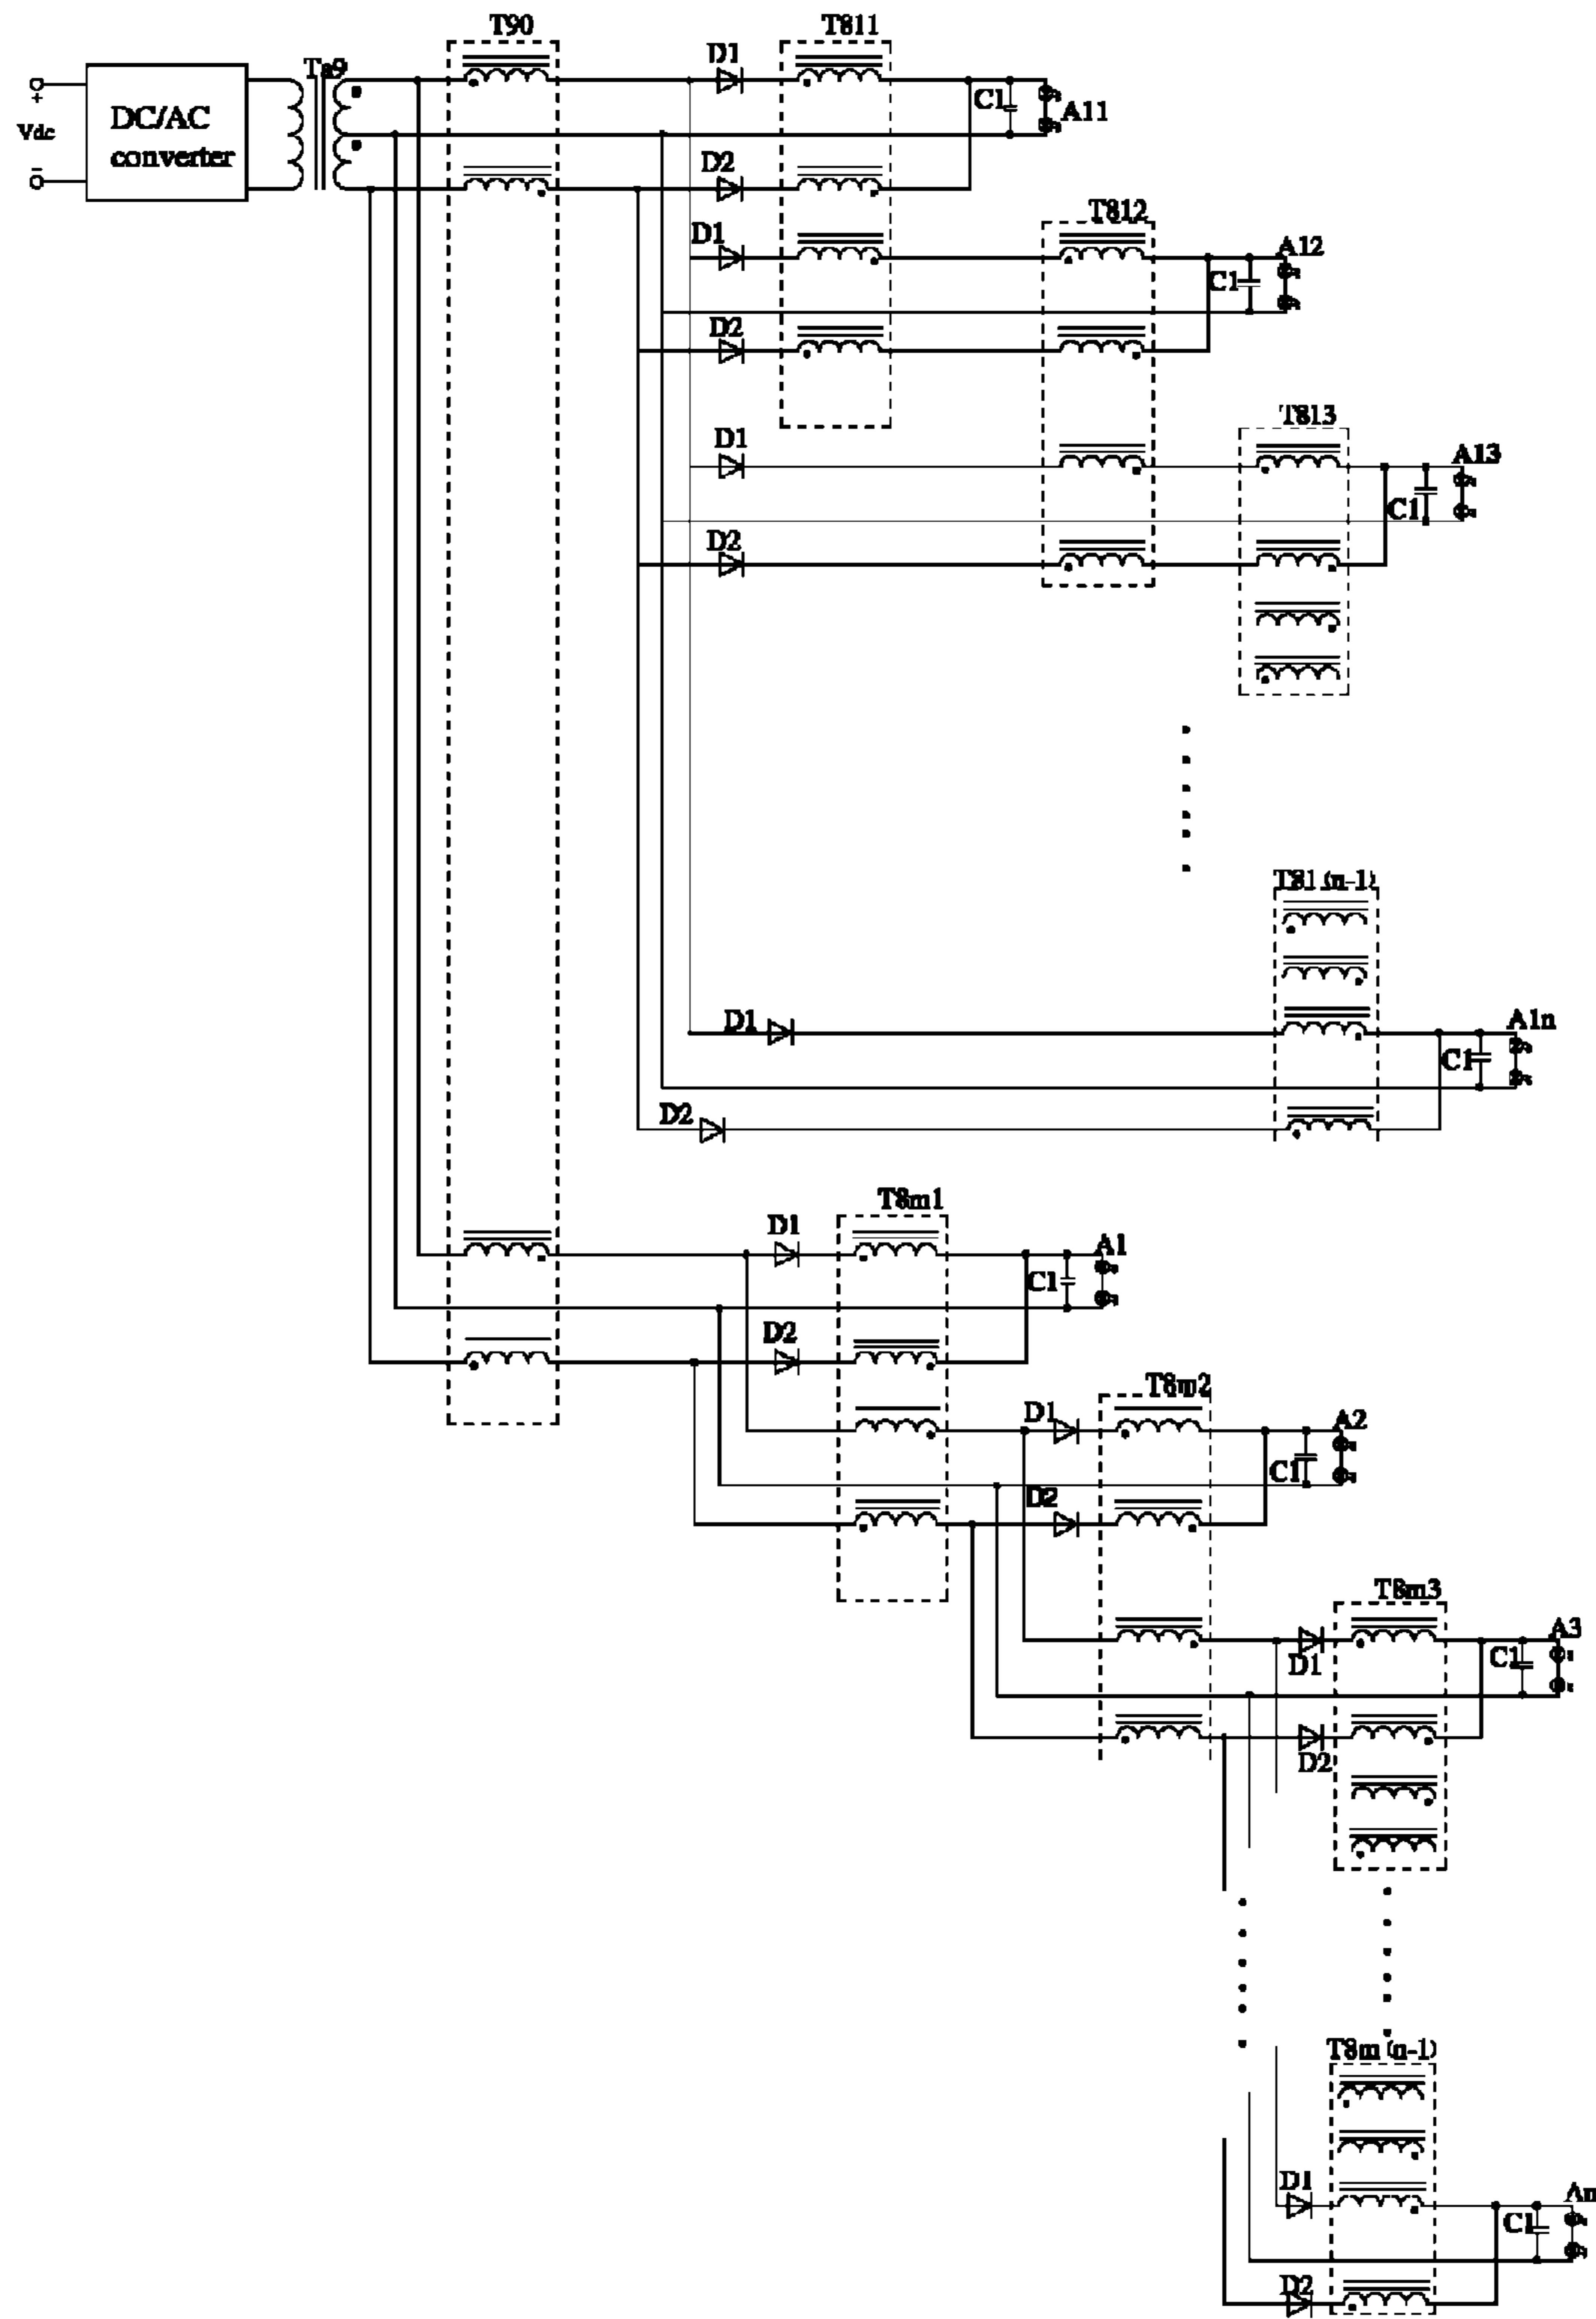 T90
T811
Ta9
D1
DC/AC
converter
+
Vdc
-
C1
A11
D2
T812
D1
A12
C1
D2
T813
D1
A13
C1
D2
T81(n-1)
D1
A1n
C1
D2
T8m1
D1
A1
C1
D2
T8m2
D1
A2
C1
D2
T8m3
A3
D1
C1
D2
T8m(n-1)
D1
An
C1
D2